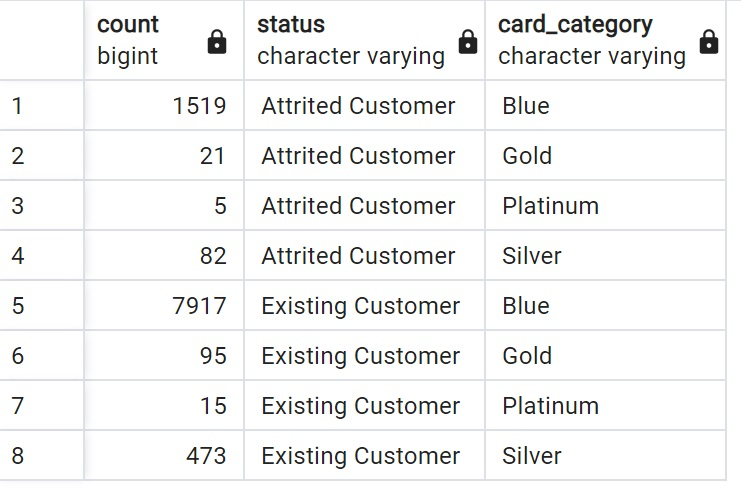 count status card_category
bigint character varying character varying
1 1519 Attrited Customer Blue
2 21 Attrited Customer Gold
3 5 Attrited Customer Platinum
4 82 Attrited Customer Silver
5 7917 Existing Customer Blue
6 95 Existing Customer Gold
7 15 Existing Customer Platinum
8 473 Existing Customer Silver